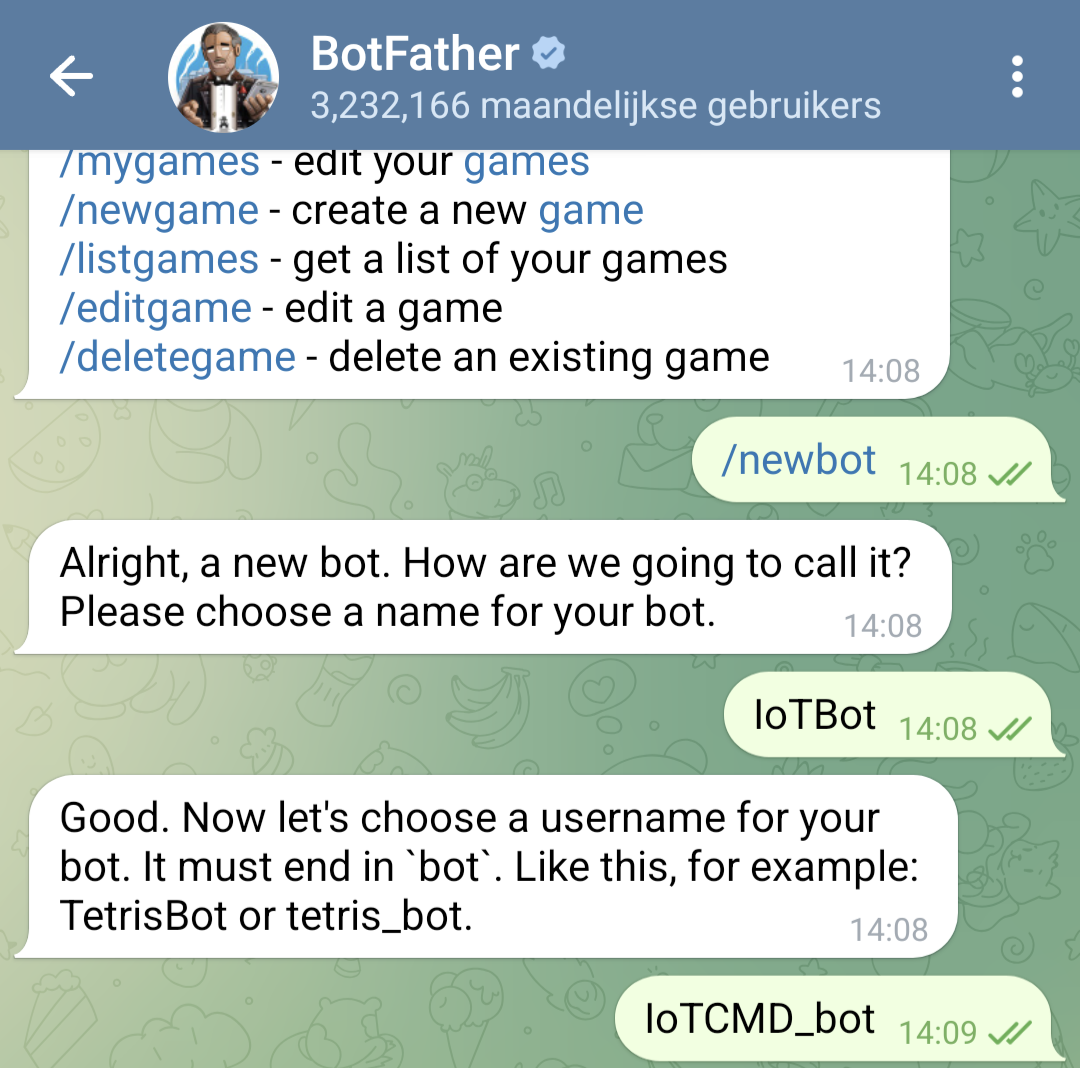 BotFather
3,232,166 maandelijkse gebruikers
/mygames - edit your games
/newgame - create a new game
/listgames - get a list of your games
/editgame - edit a game
/deletegame - delete an existing game
14:08
/newbot 14:08
Alright, a new bot. How are we going to call it?
Please choose a name for your bot.
14:08
IoTBot 14:08
Good. Now let's choose a username for your
bot. It must end in `bot`. Like this, for example:
TetrisBot or tetris_bot.
14:08
IoTCMD_bot 14:09